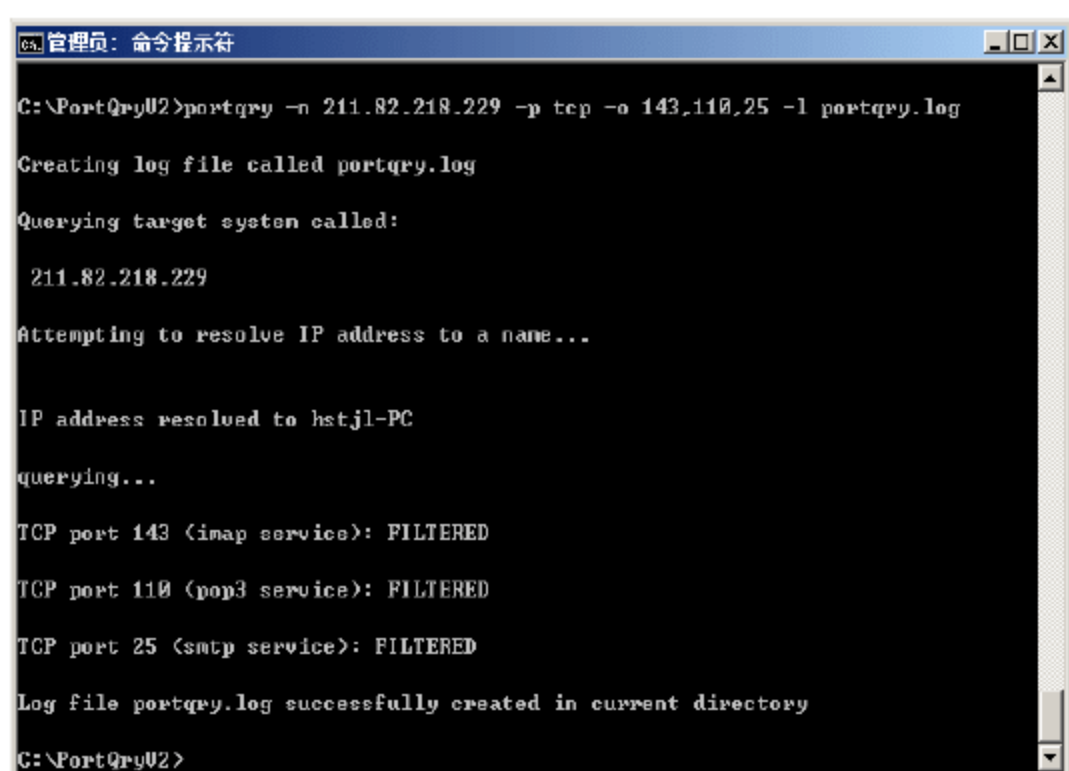 管理员: 命令提示符
C:\PortQryV2>portqry -n 211.82.218.229 -p tcp -o 143,110,25 -l portqry.log
Creating log file called portqry.log
Querying target system called:
211.82.218.229
Attempting to resolve IP address to a name...
IP address resolved to hstjl-PC
querying...
TCP port 143 (imap service): FILTERED
TCP port 110 (pop3 service): FILTERED
TCP port 25 (smtp service): FILTERED
Log file portqry.log successfully created in current directory
C:\PortQryV2>